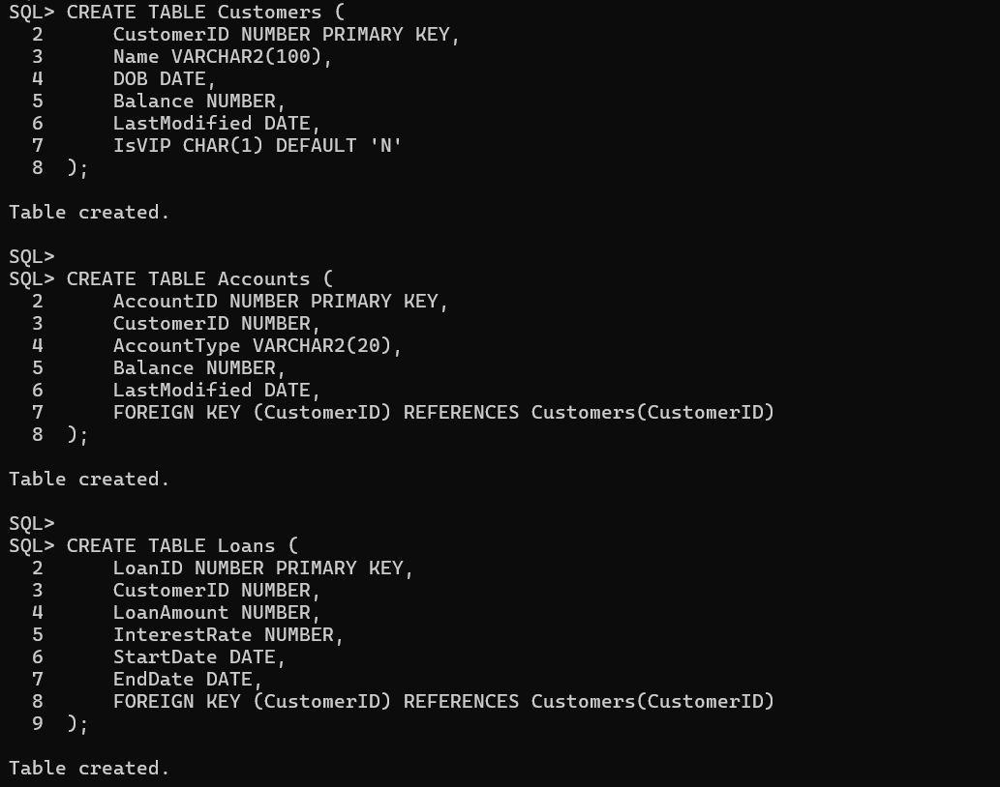 SQL> CREATE TABLE Customers (
  2      CustomerID NUMBER PRIMARY KEY,
  3      Name VARCHAR2(100),
  4      DOB DATE,
  5      Balance NUMBER,
  6      LastModified DATE,
  7      IsVIP CHAR(1) DEFAULT 'N'
  8  );
Table created.
SQL>
SQL> CREATE TABLE Accounts (
  2      AccountID NUMBER PRIMARY KEY,
  3      CustomerID NUMBER,
  4      AccountType VARCHAR2(20),
  5      Balance NUMBER,
  6      LastModified DATE,
  7      FOREIGN KEY (CustomerID) REFERENCES Customers(CustomerID)
  8  );
Table created.
SQL>
SQL> CREATE TABLE Loans (
  2      LoanID NUMBER PRIMARY KEY,
  3      CustomerID NUMBER,
  4      LoanAmount NUMBER,
  5      InterestRate NUMBER,
  6      StartDate DATE,
  7      EndDate DATE,
  8      FOREIGN KEY (CustomerID) REFERENCES Customers(CustomerID)
  9  );
Table created.